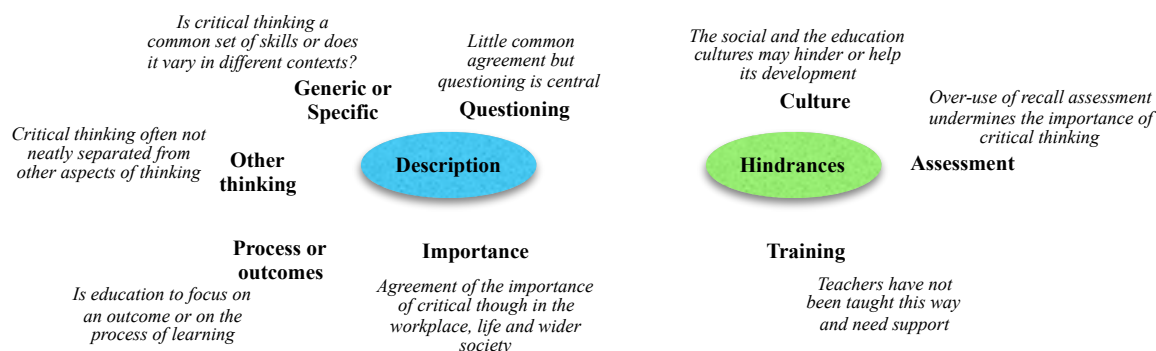 Is critical thinking a
common set of skills or does
it vary in different contexts?
Generic or
Specific
Little common
agreement but
questioning is central
Questioning
Critical thinking often not
neatly separated from
other aspects of thinking
Other
thinking
Description
Process or
outcomes
Is education to focus on
an outcome or on the
process of learning
Importance
Agreement of the importance
of critical though in the
workplace, life and wider
society
The social and the education
cultures may hinder or help
its development
Culture
Over-use of recall assessment
undermines the importance of
critical thinking
Assessment
Hindrances
Training
Teachers have not
been taught this way
and need support